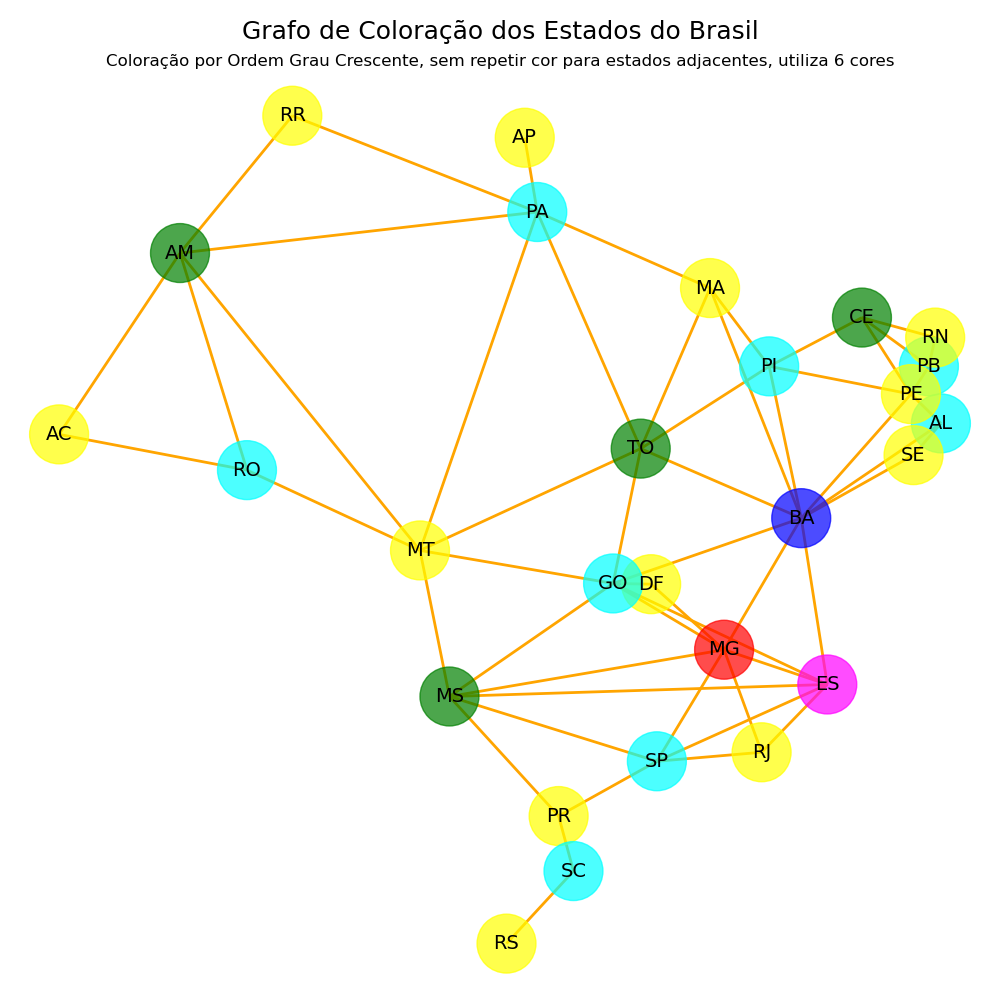 Grafo de Coloração dos Estados do Brasil
Coloração por Ordem Grau Crescente, sem repetir cor para estados adjacentes, utiliza 6 cores
RR
AP
PA
AM
MA
CE
RN
PI
PB
PE
AL
AC
TO
SE
RO
BA
MT
GO
DF
MG
ES
MS
RJ
SP
PR
SC
RS